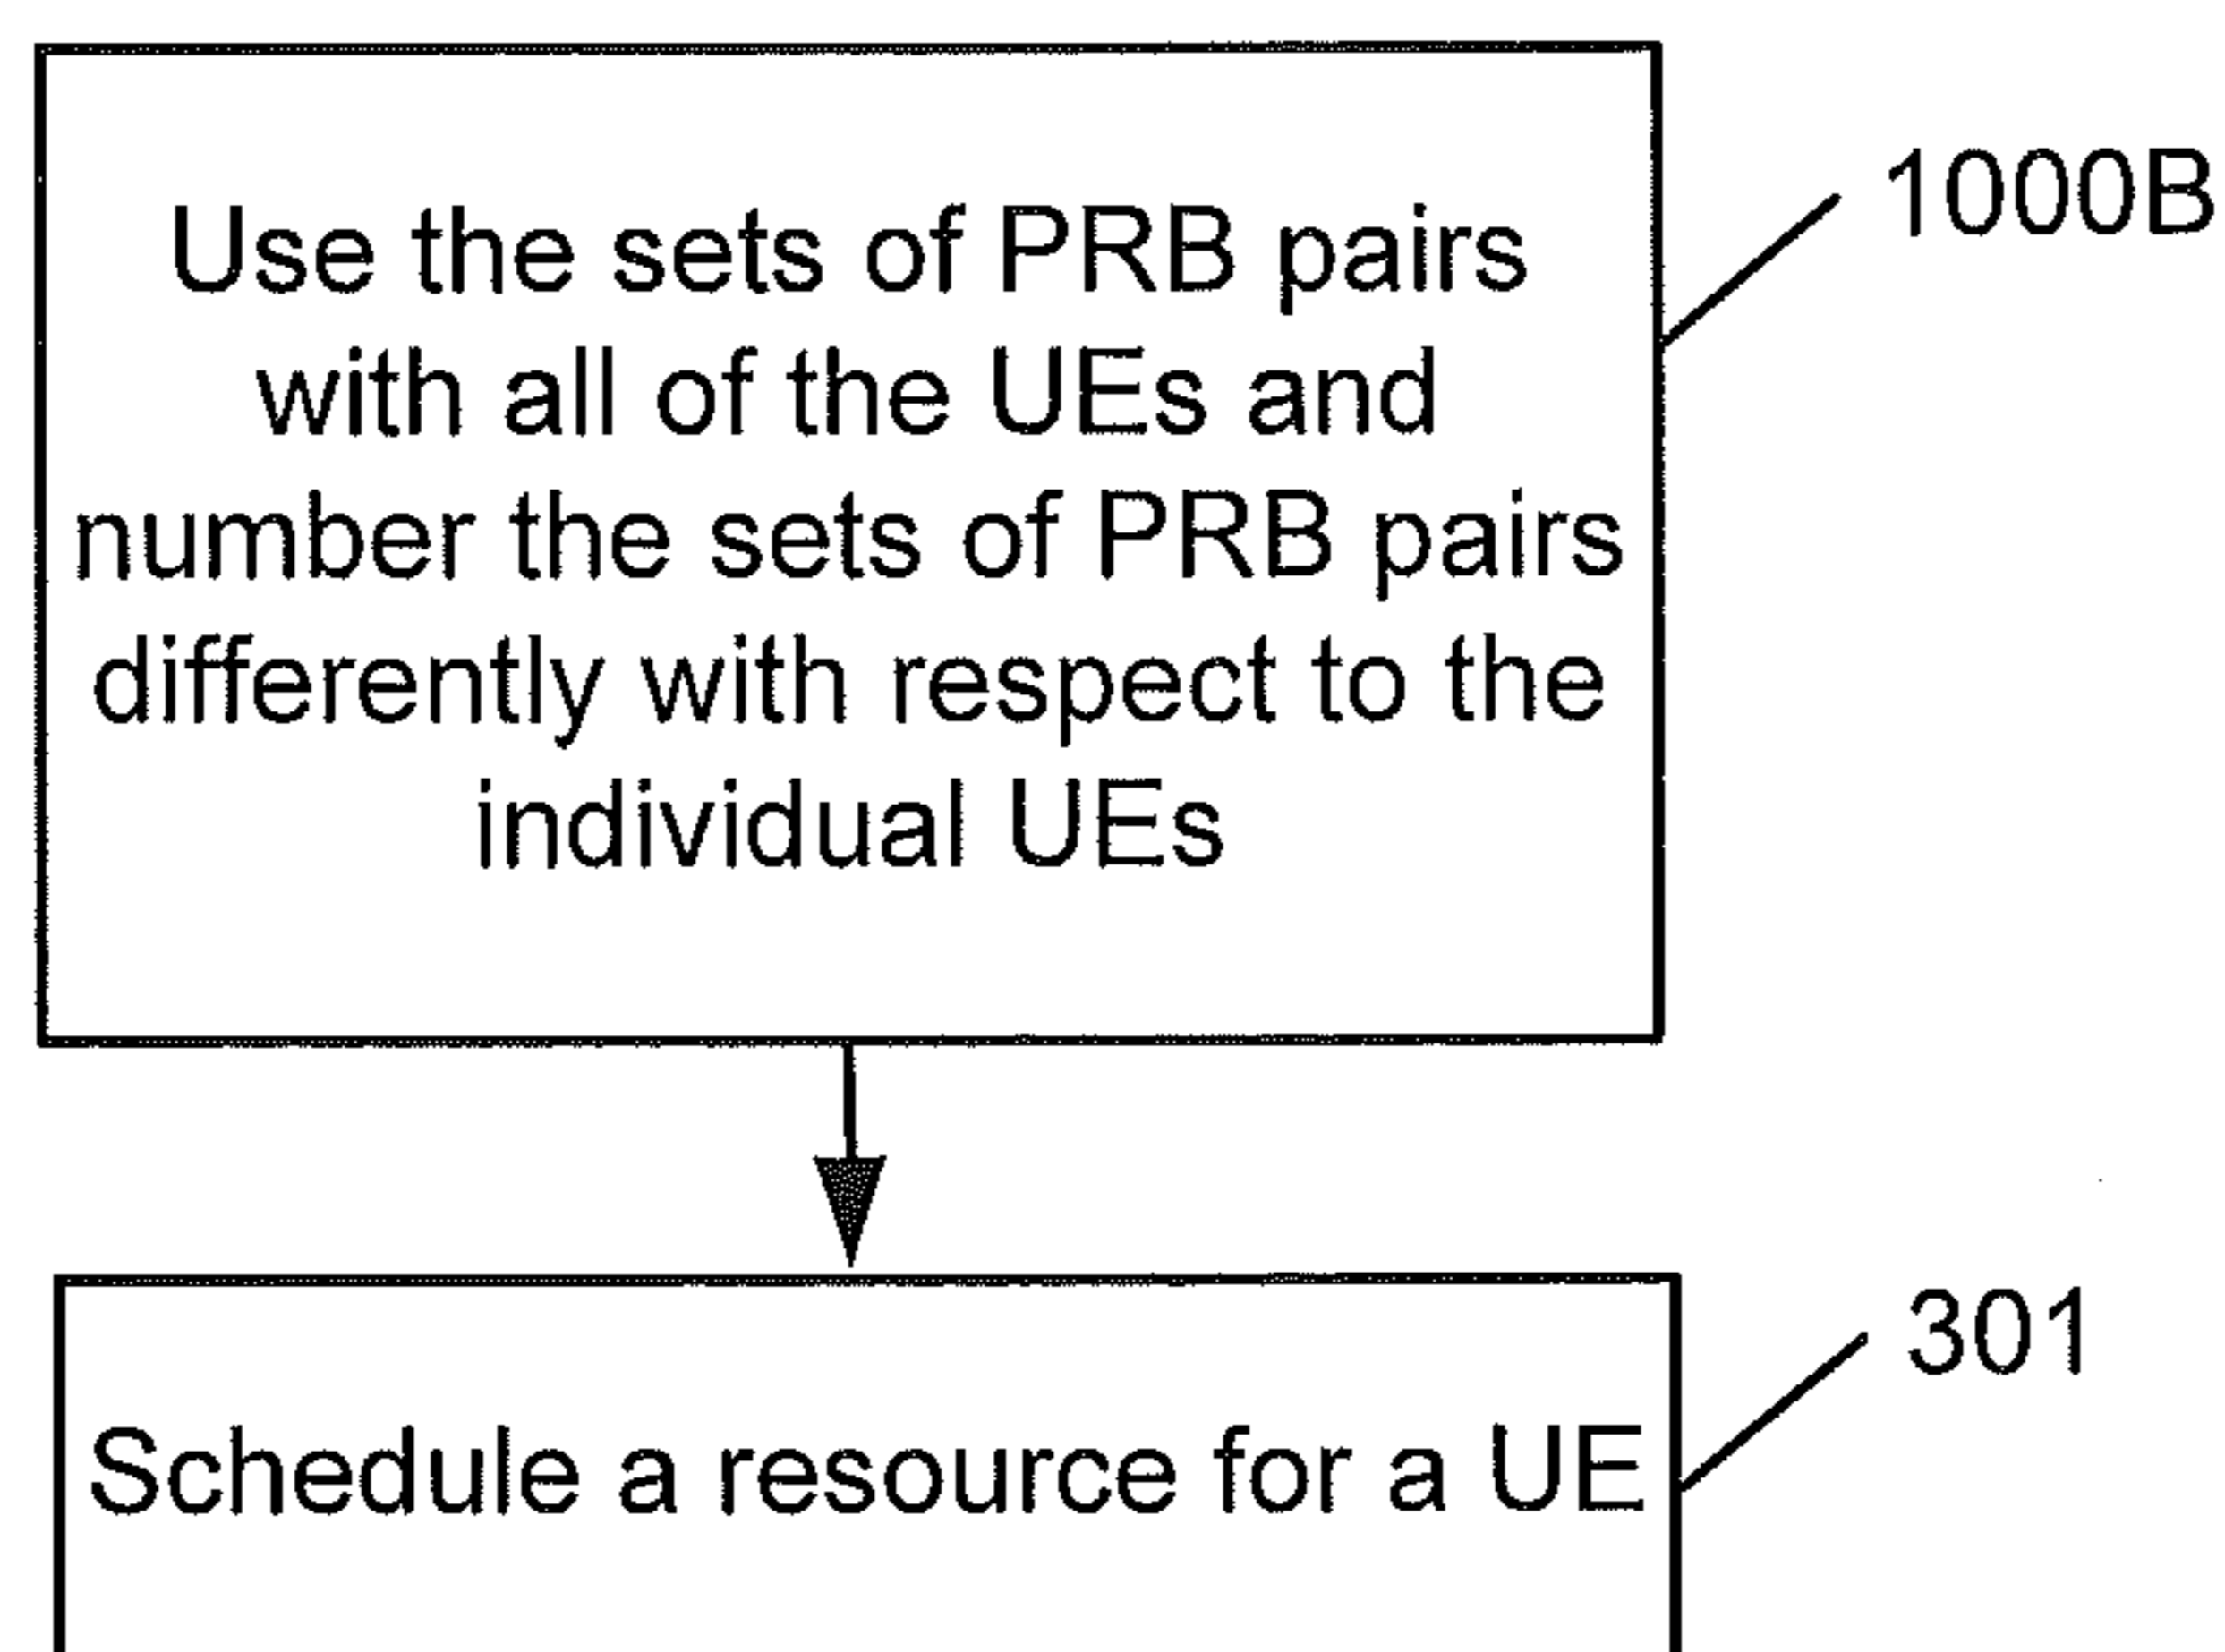 Use the sets of PRB pairs
with all of the UEs and
number the sets of PRB pairs
differently with respect to the
individual UEs
1000B
Schedule a resource for a UE
301